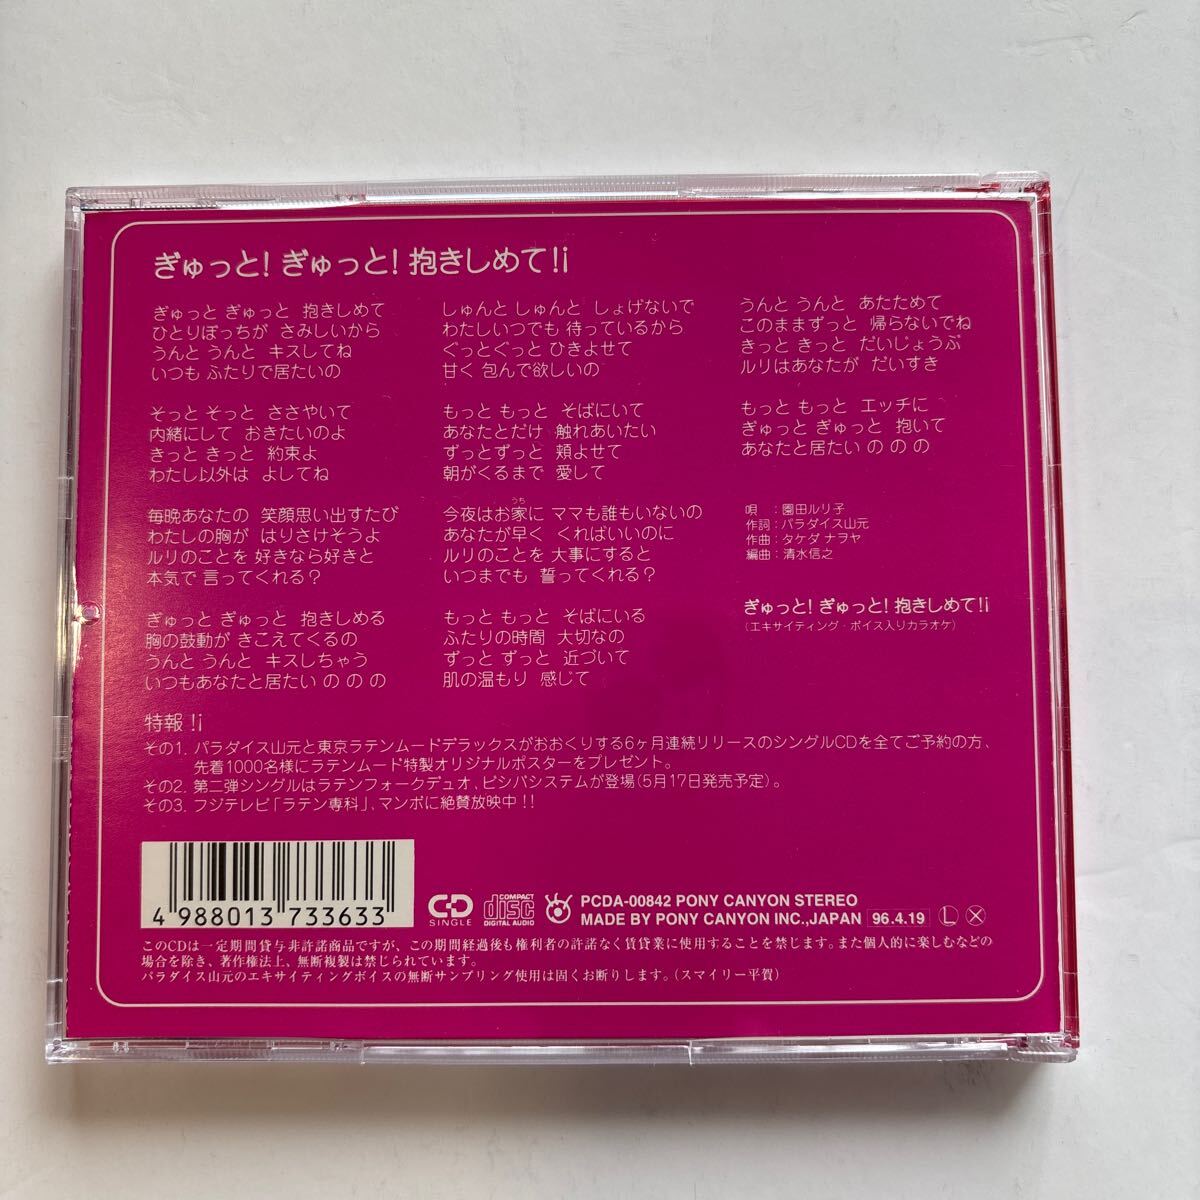 ぎゅっと! ぎゅっと! 抱きしめて!¡
ぎゅっと ぎゅっと 抱きしめて
ひとりぼっちが さみしいから
うんと うんと キスしてね
いつも ふたりで居たいの
そっと そっと ささやいて
内緒にして おきたいのよ
きっと きっと 約束よ
わたし以外は よしてね
毎晩あなたの 笑顔思い出すたび
わたしの胸が はりさけそうよ
ルリのことを 好きなら好きと
本気で 言ってくれる?
ぎゅっと ぎゅっと 抱きしめる
胸の鼓動が きこえてくるの
うんと うんと キスしちゃう
いつもあなたと居たい の の の
しゅんと しゅんと しょげないで
わたしいつでも 待っているから
ぐっとぐっと ひきよせて
甘く 包んで欲しいの
もっと もっと そばにいて
あなたとだけ 触れあいたい
ずっとずっと 頬よせて
朝がくるまで 愛して
うち
今夜はお家に ママも誰もいないの
あなたが早く くればいいのに
ルリのことを 大事にすると
いつまでも 誓ってくれる?
もっと もっと そばにいる
ふたりの時間 大切なの
ずっと ずっと 近づいて
肌の温もり 感じて
うんと うんと あたためて
このままずっと 帰らないでね
きっと きっと だいじょうぶ
ルリはあなたが だいすき
もっと もっと エッチに
ぎゅっと ぎゅっと 抱いて
あなたと居たい の の の
唄 :園田ルリ子
作詞:パラダイス山元
作曲:タケダ ナヲヤ
編曲:清水信之
ぎゅっと! ぎゅっと! 抱きしめて!¡
(エキサイティング・ボイス入りカラオケ)
特報!¡
その1. パラダイス山元と東京ラテンムードデラックスがおおくりする6ヶ月連続リリースのシングルCDを全てご予約の方、
先着1000名様にラテンムード特製オリジナルポスターをプレゼント。
その2. 第二弾シングルはラテンフォークデュオ、ビシバシステムが登場(5月17日発売予定)。
その3. フジテレビ「ラテン専科」、マンボに絶賛放映中!!
4 988013 733633
CD SINGLE
COMPACT disc DIGITAL AUDIO
PCDA-00842 PONY CANYON STEREO
MADE BY PONY CANYON INC.,JAPAN 96.4.19 L X
このCDは一定期間貸与非許諾商品ですが、この期間経過後も権利者の許諾なく賃貸業に使用することを禁じます。また個人的に楽しむなどの
場合を除き、著作権法上、無断複製は禁じられています。
パラダイス山元のエキサイティングボイスの無断サンプリング使用は固くお断りします。(スマイリー平賀)